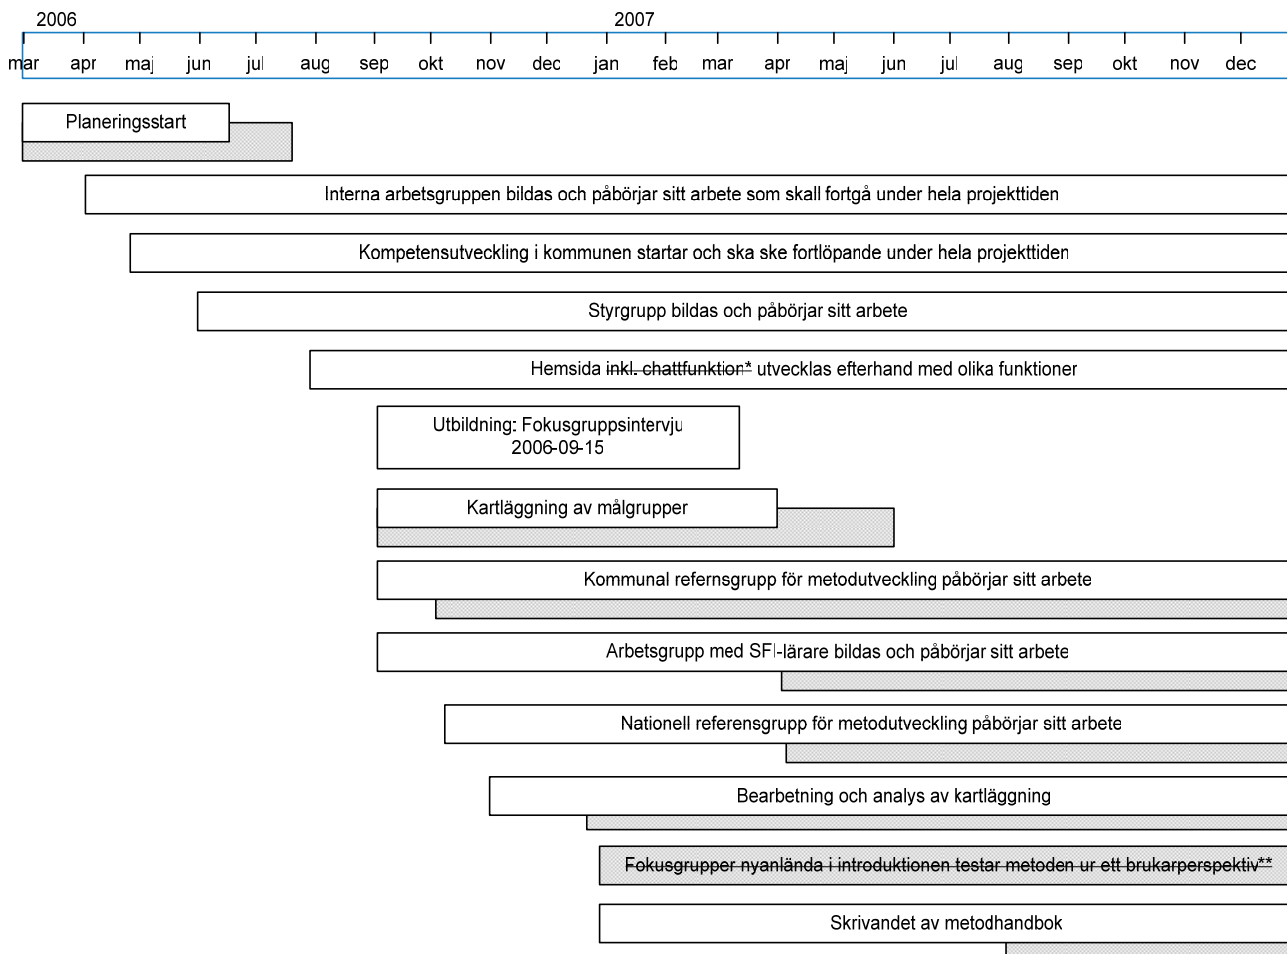 2006 2007
mar apr maj jun jul aug sep okt nov dec jan feb mar apr maj jun jul aug sep okt nov dec
Planeringsstart
Interna arbetsgruppen bildas och påbörjar sitt arbete som skall fortgå under hela projekttiden
Kompetensutveckling i kommunen startar och ska ske fortlöpande under hela projekttiden
Styrgrupp bildas och påbörjar sitt arbete
Hemsida inkl. chattfunktion* utvecklas efterhand med olika funktioner
Utbildning: Fokusgruppsintervju
2006-09-15
Kartläggning av målgrupper
Kommunal refernsgrupp för metodutveckling påbörjar sitt arbete
Arbetsgrupp med SFI-lärare bildas och påbörjar sitt arbete
Nationell referensgrupp för metodutveckling påbörjar sitt arbete
Bearbetning och analys av kartläggning
Fokusgrupper nyanlända i introduktionen testar metoden ur ett brukarperspektiv**
Skrivandet av metodhandbok